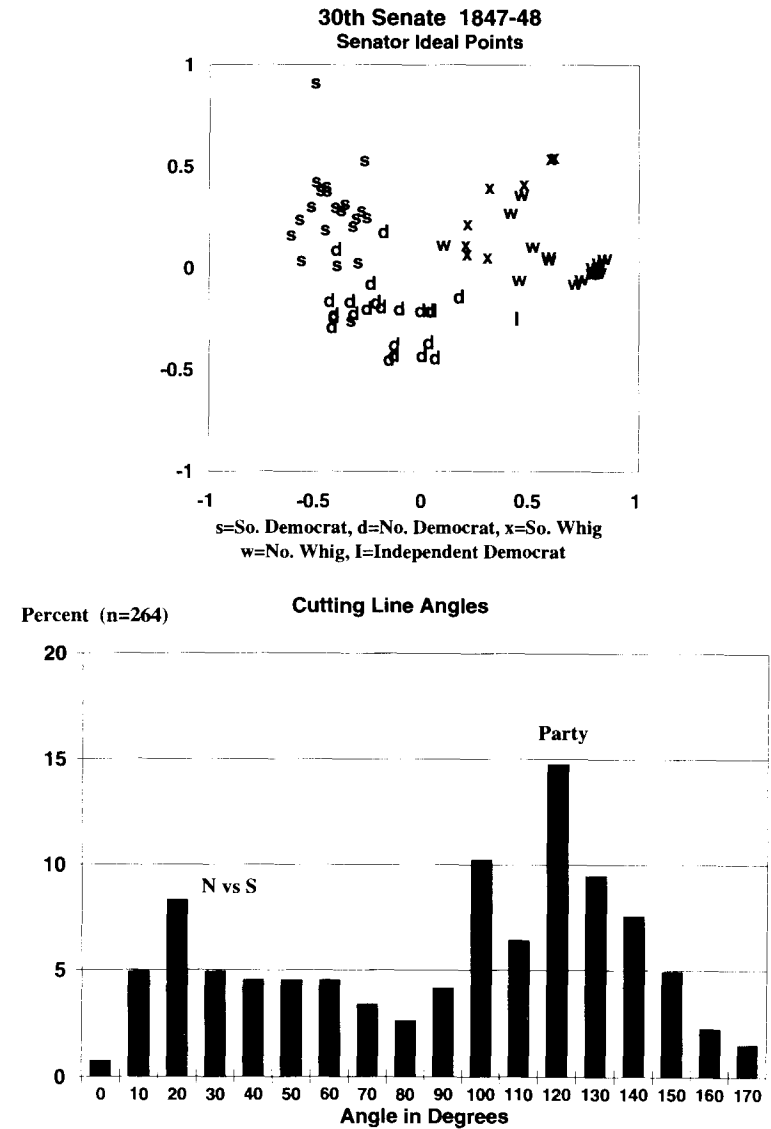 30th Senate 1847-48
Senator Ideal Points
1
0.5
0
-0.5
-1
-1 -0.5 0 0.5 1
s=So. Democrat, d=No. Democrat, x=So. Whig
w=No. Whig, I=Independent Democrat
Cutting Line Angles
Percent (n=264)
20
15
10
5
0
Party
N vs S
0 10 20 30 40 50 60 70 80 90 100 110 120 130 140 150 160 170
Angle in Degrees